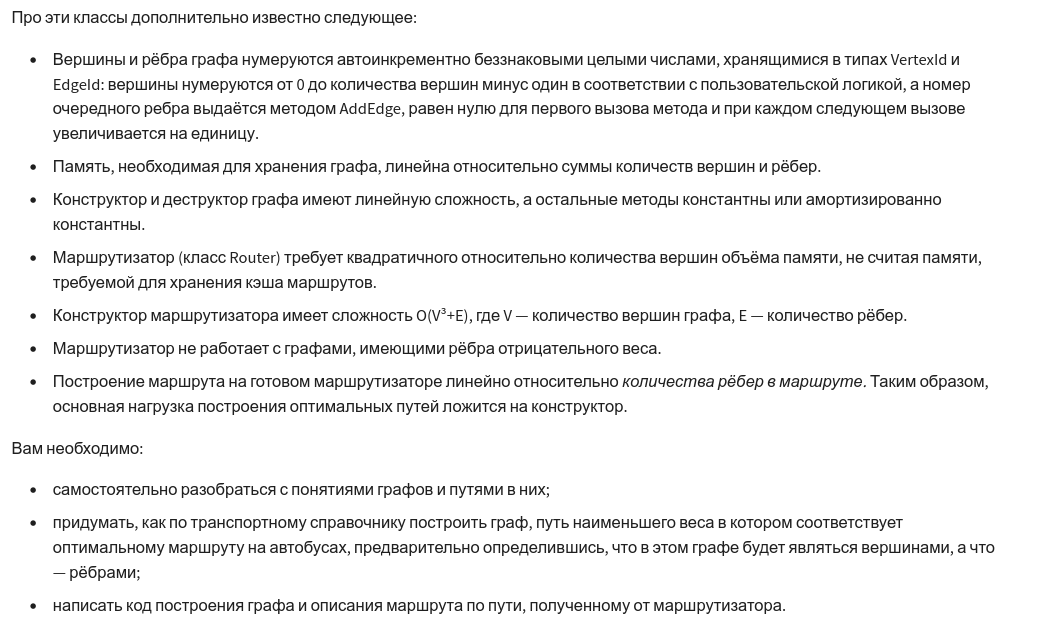 Про эти классы дополнительно известно следующее:
• Вершины и рёбра графа нумеруются автоинкрементно беззнаковыми целыми числами, хранящимися в типах VertexId и
EdgeId: вершины нумеруются от 0 до количества вершин минус один в соответствии с пользовательской логикой, а номер
очередного ребра выдаётся методом AddEdge, равен нулю для первого вызова метода и при каждом следующем вызове
увеличивается на единицу.
• Память, необходимая для хранения графа, линейна относительно суммы количеств вершин и рёбер.
• Конструктор и деструктор графа имеют линейную сложность, а остальные методы константны или амортизированно
константны.
• Маршрутизатор (класс Router) требует квадратичного относительно количества вершин объёма памяти, не считая памяти,
требуемой для хранения кэша маршрутов.
• Конструктор маршрутизатора имеет сложность O(V³+E), где V — количество вершин графа, E — количество рёбер.
• Маршрутизатор не работает с графами, имеющими рёбра отрицательного веса.
• Построение маршрута на готовом маршрутизаторе линейно относительно количества рёбер в маршруте. Таким образом,
основная нагрузка построения оптимальных путей ложится на конструктор.
Вам необходимо:
• самостоятельно разобраться с понятиями графов и путями в них;
• придумать, как по транспортному справочнику построить граф, путь наименьшего веса в котором соответствует
оптимальному маршруту на автобусах, предварительно определившись, что в этом графе будет являться вершинами, а что
— рёбрами;
• написать код построения графа и описания маршрута по пути, полученному от маршрутизатора.